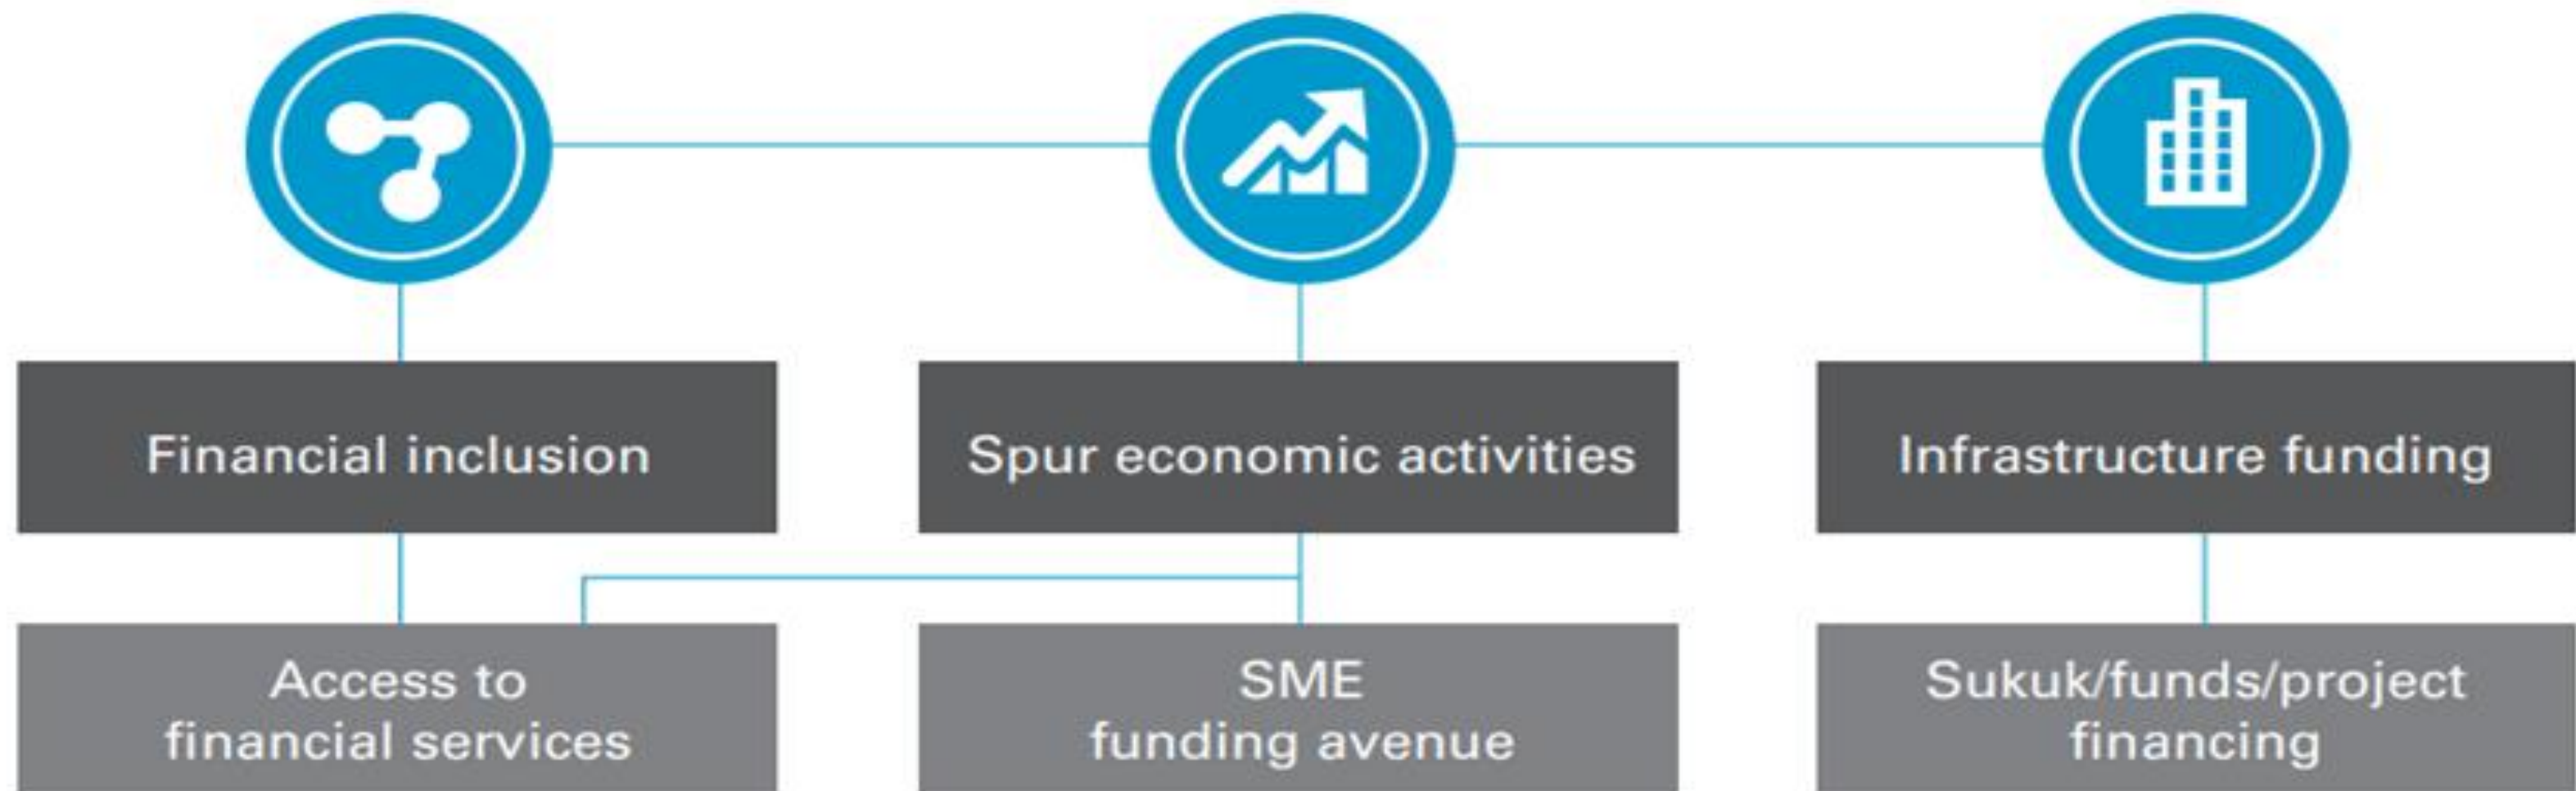 Financial inclusion
Spur economic activities
Infrastructure funding
Access to
financial services
SME
funding avenue
Sukuk/funds/project
financing